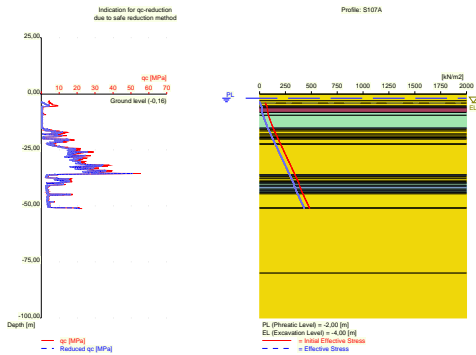 Indication for qc-reduction
due to safe reduction method
Profile: S107A
25,00
qc [MPa]
[kN/m2]
0,00
10 20 30 40 50 60 70
PL
0 250 500 750 1000 1250 1500 1750 2000
Ground level (-0,16)
EL
-25,00
-50,00
-75,00
-100,00
Depth [m]
PL (Phreatic Level) = -2,00 [m]
EL (Excavation Level) = -4,00 [m]
qc [MPa]
= Initial Effective Stress
Reduced qc [MPa]
= Effective Stress